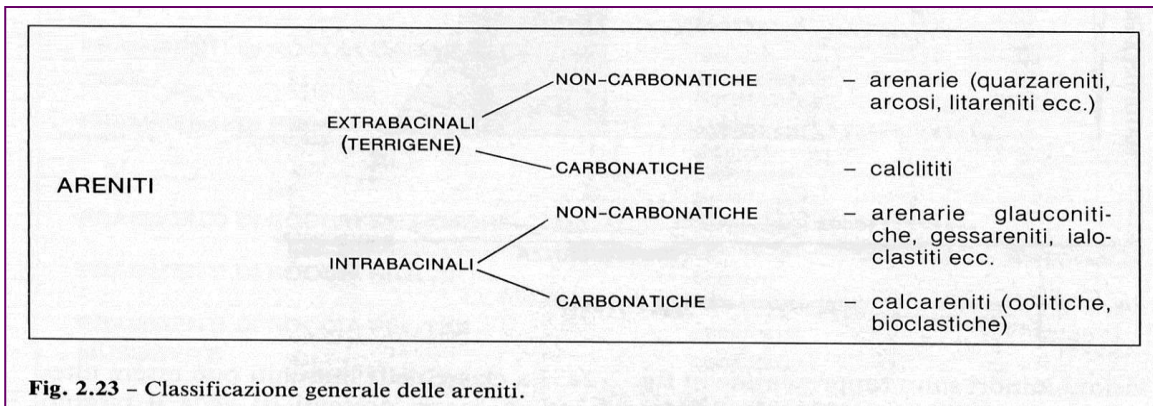 NON-CARBONATICHE – arenarie (quarzareniti,
arcosi, litareniti ecc.)
EXTRABACINALI
(TERRIGENE)
CARBONATICHE – calclititi
ARENITI
NON-CARBONATICHE – arenarie glauconiti-
che, gessareniti, ialo-
clastiti ecc.
INTRABACINALI
CARBONATICHE – calcareniti (oolitiche,
bioclastiche)
Fig. 2.23 – Classificazione generale delle areniti.